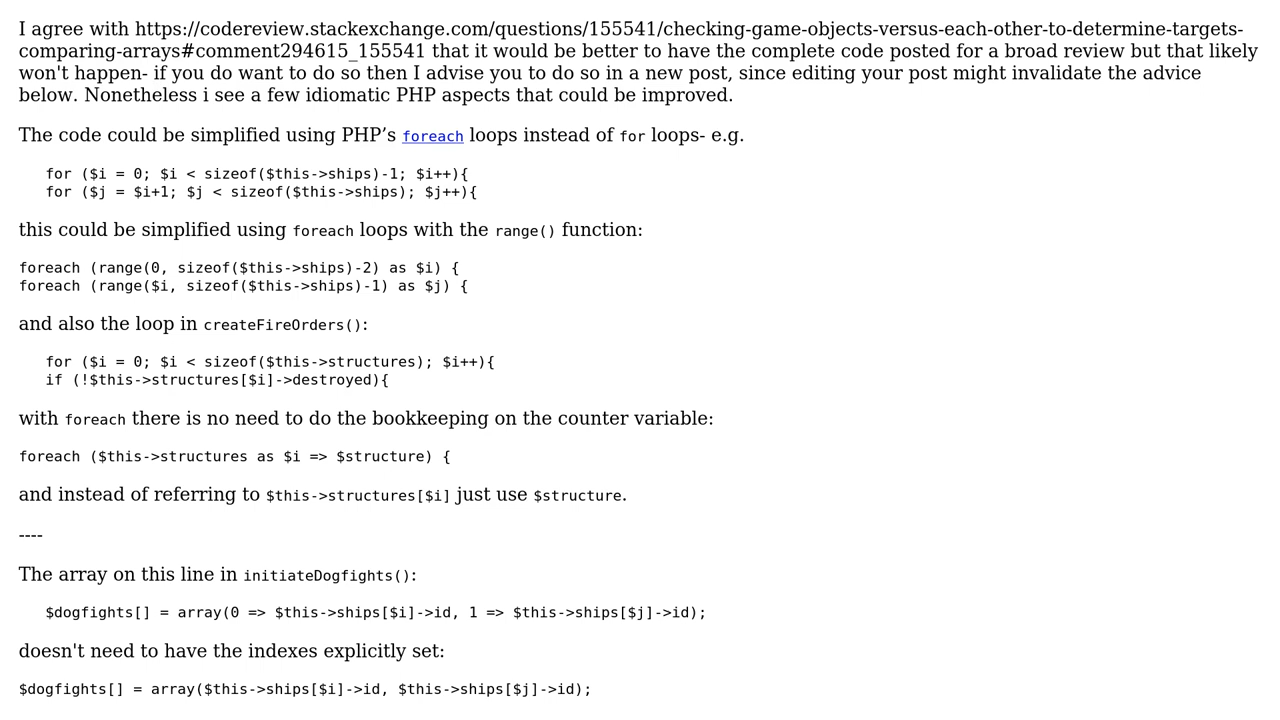 I agree with https://codereview.stackexchange.com/questions/155541/checking-game-objects-versus-each-other-to-determine-targets-
comparing-arrays#comment294615_155541 that it would be better to have the complete code posted for a broad review but that likely
won't happen- if you do want to do so then I advise you to do so in a new post, since editing your post might invalidate the advice
below. Nonetheless i see a few idiomatic PHP aspects that could be improved.
The code could be simplified using PHP’s foreach loops instead of for loops- e.g.
for ($i = 0; $i < sizeof($this->ships)-1; $i++){
for ($j = $i+1; $j < sizeof($this->ships); $j++){
this could be simplified using foreach loops with the range() function:
foreach (range(0, sizeof($this->ships)-2) as $i) {
foreach (range($i, sizeof($this->ships)-1) as $j) {
and also the loop in createFireOrders():
for ($i = 0; $i < sizeof($this->structures); $i++){
if (!$this->structures[$i]->destroyed){
with foreach there is no need to do the bookkeeping on the counter variable:
foreach ($this->structures as $i => $structure) {
and instead of referring to $this->structures[$i] just use $structure.
----
The array on this line in initiateDogfights():
$dogfights[] = array(0 => $this->ships[$i]->id, 1 => $this->ships[$j]->id);
doesn't need to have the indexes explicitly set:
$dogfights[] = array($this->ships[$i]->id, $this->ships[$j]->id);